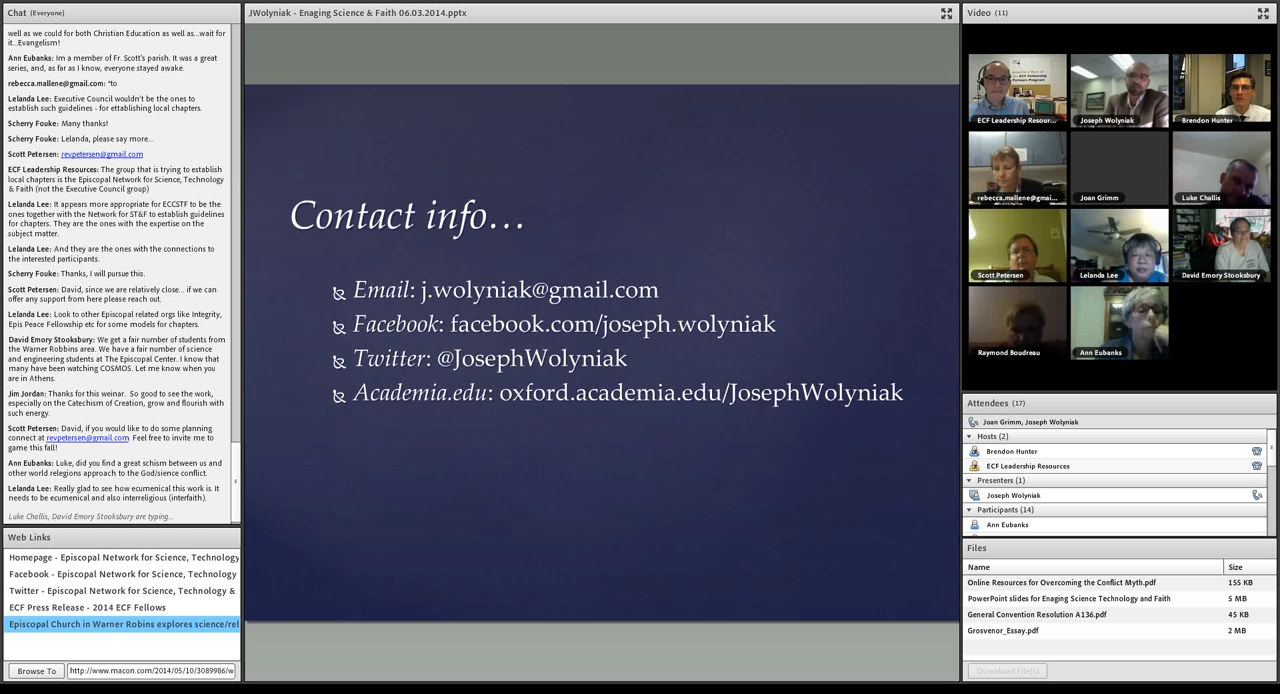 Chat (Everyone)
well as we could for both Christian Education as well as...wait for
it...Evangelism!
Ann Eubanks: Im a member of Fr. Scott's parish. It was a great
series, and, as far as I know, everyone stayed awake.
rebecca.mallene@gmail.com: *to
Lelanda Lee: Executive Council wouldn't be the ones to
establish such guidelines - for ettablishing local chapters.
Scherry Fouke: Many thanks!
Scherry Fouke: Lelanda, please say more...
Scott Petersen: revpetersen@gmail.com
ECF Leadership Resources: The group that is trying to establish
local chapters is the Episcopal Network for Science, Technology
& Faith (not the Executive Council group)
Lelanda Lee: It appears more appropriate for ECCSTF to be the
ones together with the Network for ST&F to establish guidelines
for chapters. They are the ones with the expertise on the
subject matter.
Lelanda Lee: And they are the ones with the connections to
the interested participants.
Scherry Fouke: Thanks, I will pursue this.
Scott Petersen: David, since we are relatively close... if we can
offer any support from here please reach out.
Lelanda Lee: Look to other Episcopal related orgs like Integrity,
Epis Peace Fellowship etc for some models for chapters.
David Emory Stooksbury: We get a fair number of students from
the Warner Robbins area. We have a fair number of science
and engineering students at The Episcopal Center. I know that
many have been watching COSMOS. Let me know when you
are in Athens.
Jim Jordan: Thanks for this weinar. So good to see the work,
especially on the Catechism of Creation, grow and flourish with
such energy.
Scott Petersen: David, if you would like to do some planning
connect at revpetersen@gmail.com. Feel free to invite me to
game this fall!
Ann Eubanks: Luke, did you find a great schism between us and
other world relegions approach to the God/sience conflict.
Lelanda Lee: Really glad to see how ecumenical this work is. It
needs to be ecumenical and also interreligious (interfaith).
Luke Challis, David Emory Stooksbury are typing...
Web Links
Homepage - Episcopal Network for Science, Technology
Facebook - Episcopal Network for Science, Technology
Twitter - Episcopal Network for Science, Technology &
ECF Press Release - 2014 ECF Fellows
Episcopal Church in Warner Robins explores science/rel
Browse To
http://www.macon.com/2014/05/10/3089986/w
JWolyniak - Enaging Science & Faith 06.03.2014.pptx
Contact info...
Email: j.wolyniak@gmail.com
Facebook: facebook.com/joseph.wolyniak
Twitter: @JosephWolyniak
Academia.edu: oxford.academia.edu/JosephWolyniak
Video (11)
ECF Leadership Resour...
Joseph Wolyniak
Brendon Hunter
rebecca.mallene@gmai...
Joan Grimm
Luke Challis
Scott Petersen
Lelanda Lee
David Emory Stooksbury
Raymond Boudreau
Ann Eubanks
Attendees (17)
Joan Grimm, Joseph Wolyniak
Hosts (2)
Brendon Hunter
ECF Leadership Resources
Presenters (1)
Joseph Wolyniak
Participants (14)
Ann Eubanks
Files
Name Size
Online Resources for Overcoming the Conflict Myth.pdf 155 KB
PowerPoint slides for Enaging Science Technology and Faith 5 MB
General Convention Resolution A136.pdf 45 KB
Grosvenor_Essay.pdf 2 MB
Download File(s)